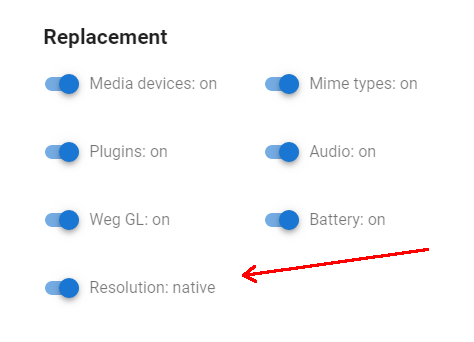 Replacement
Media devices: on
Mime types: on
Plugins: on
Audio: on
Weg GL: on
Battery: on
Resolution: native